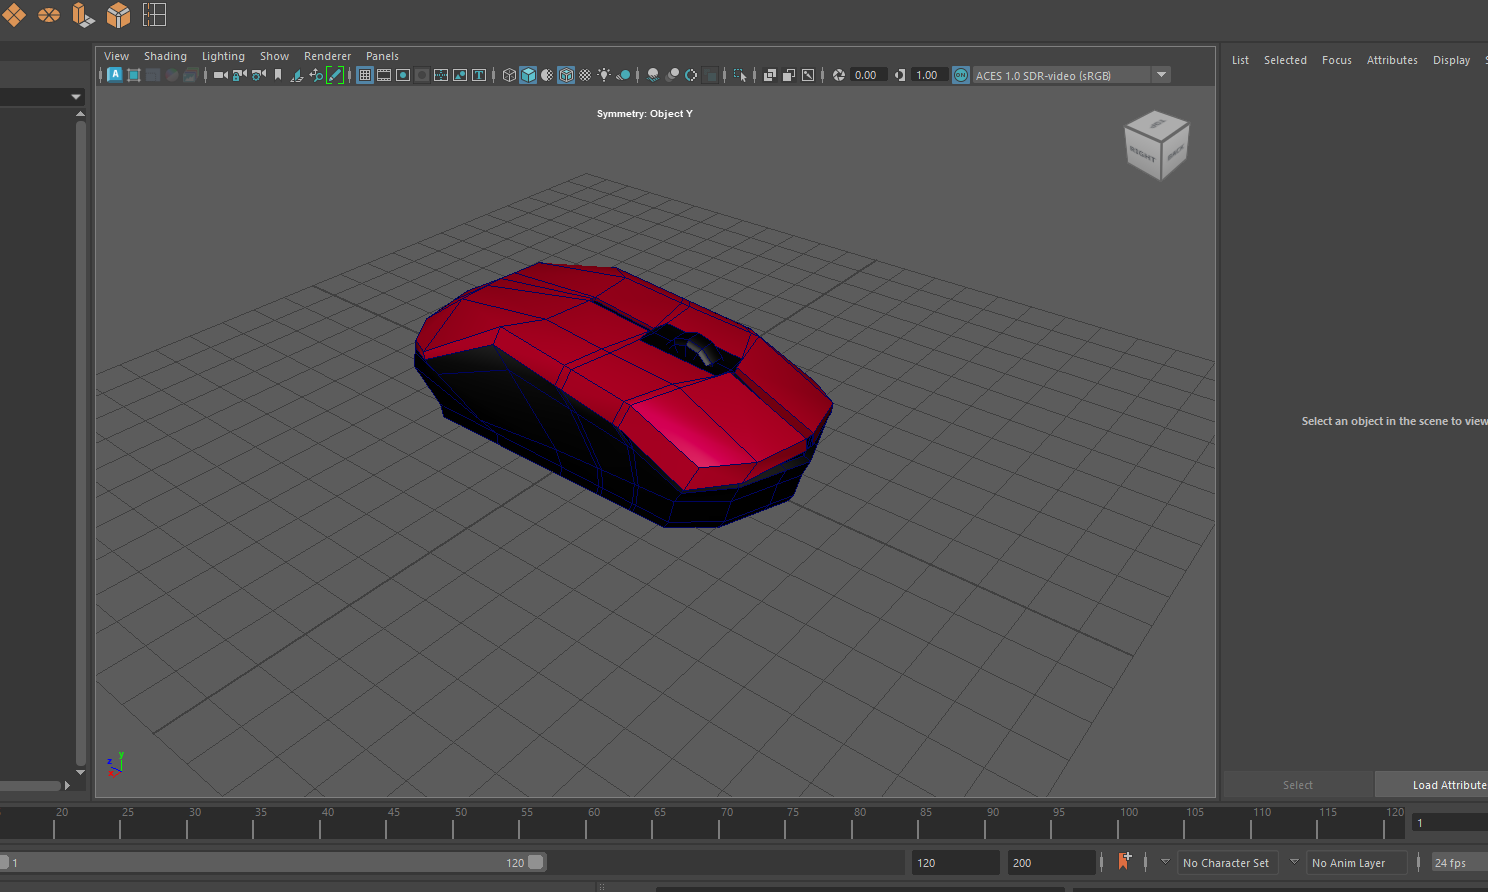 View Shading Lighting Show Renderer Panels
List Selected Focus Attributes Display
A T 0.00 1.00 ON ACES 1.0 SDR-video (sRGB)
Symmetry: Object Y
RIGHT BACK
Select an object in the scene to view
y
z
x
Select Load Attribute
20 25 30 35 40 45 50 55 60 65 70 75 80 85 90 95 100 105 110 115 120
1
1 120 120 200 No Character Set No Anim Layer 24 fps